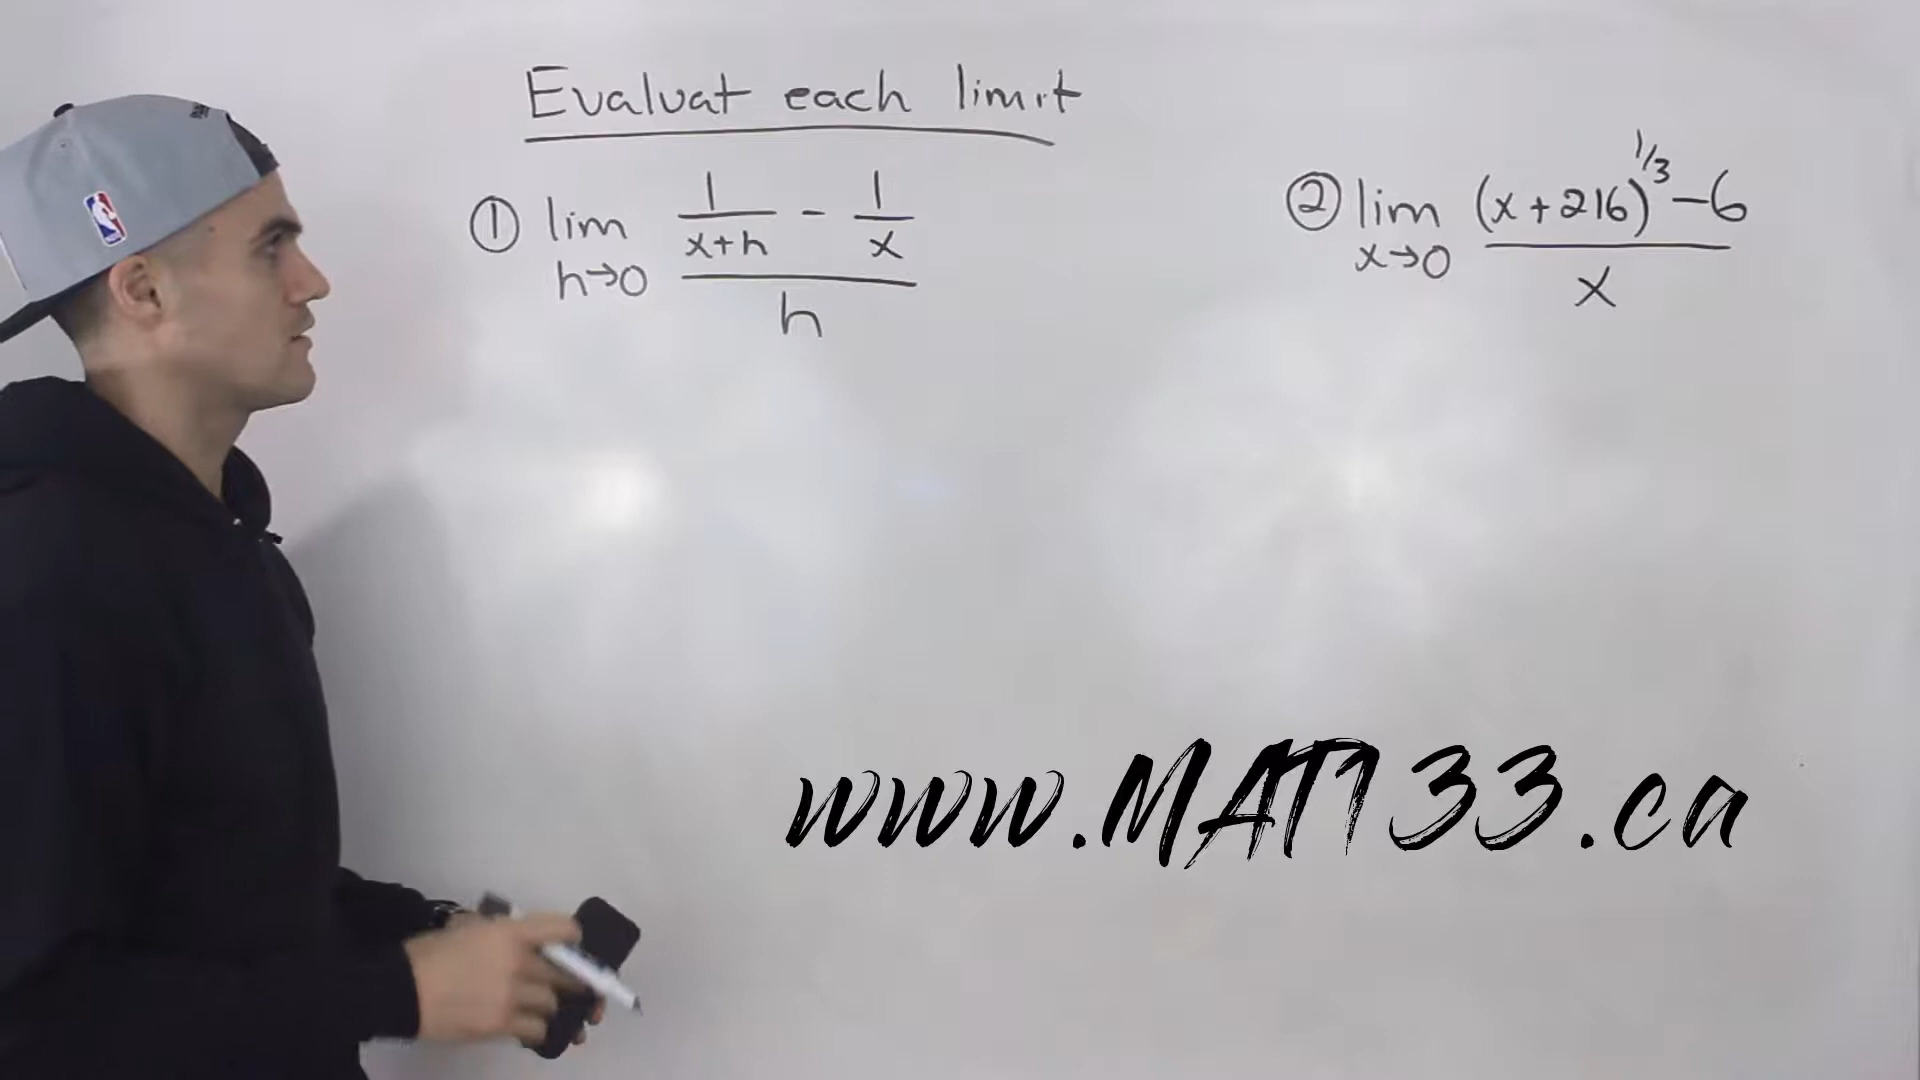 Evaluat each limit
① lim h→0 (1/(x+h) - 1/x)/h
② lim x→0 ((x+216)^(1/3) - 6)/x
www.MAT133.ca